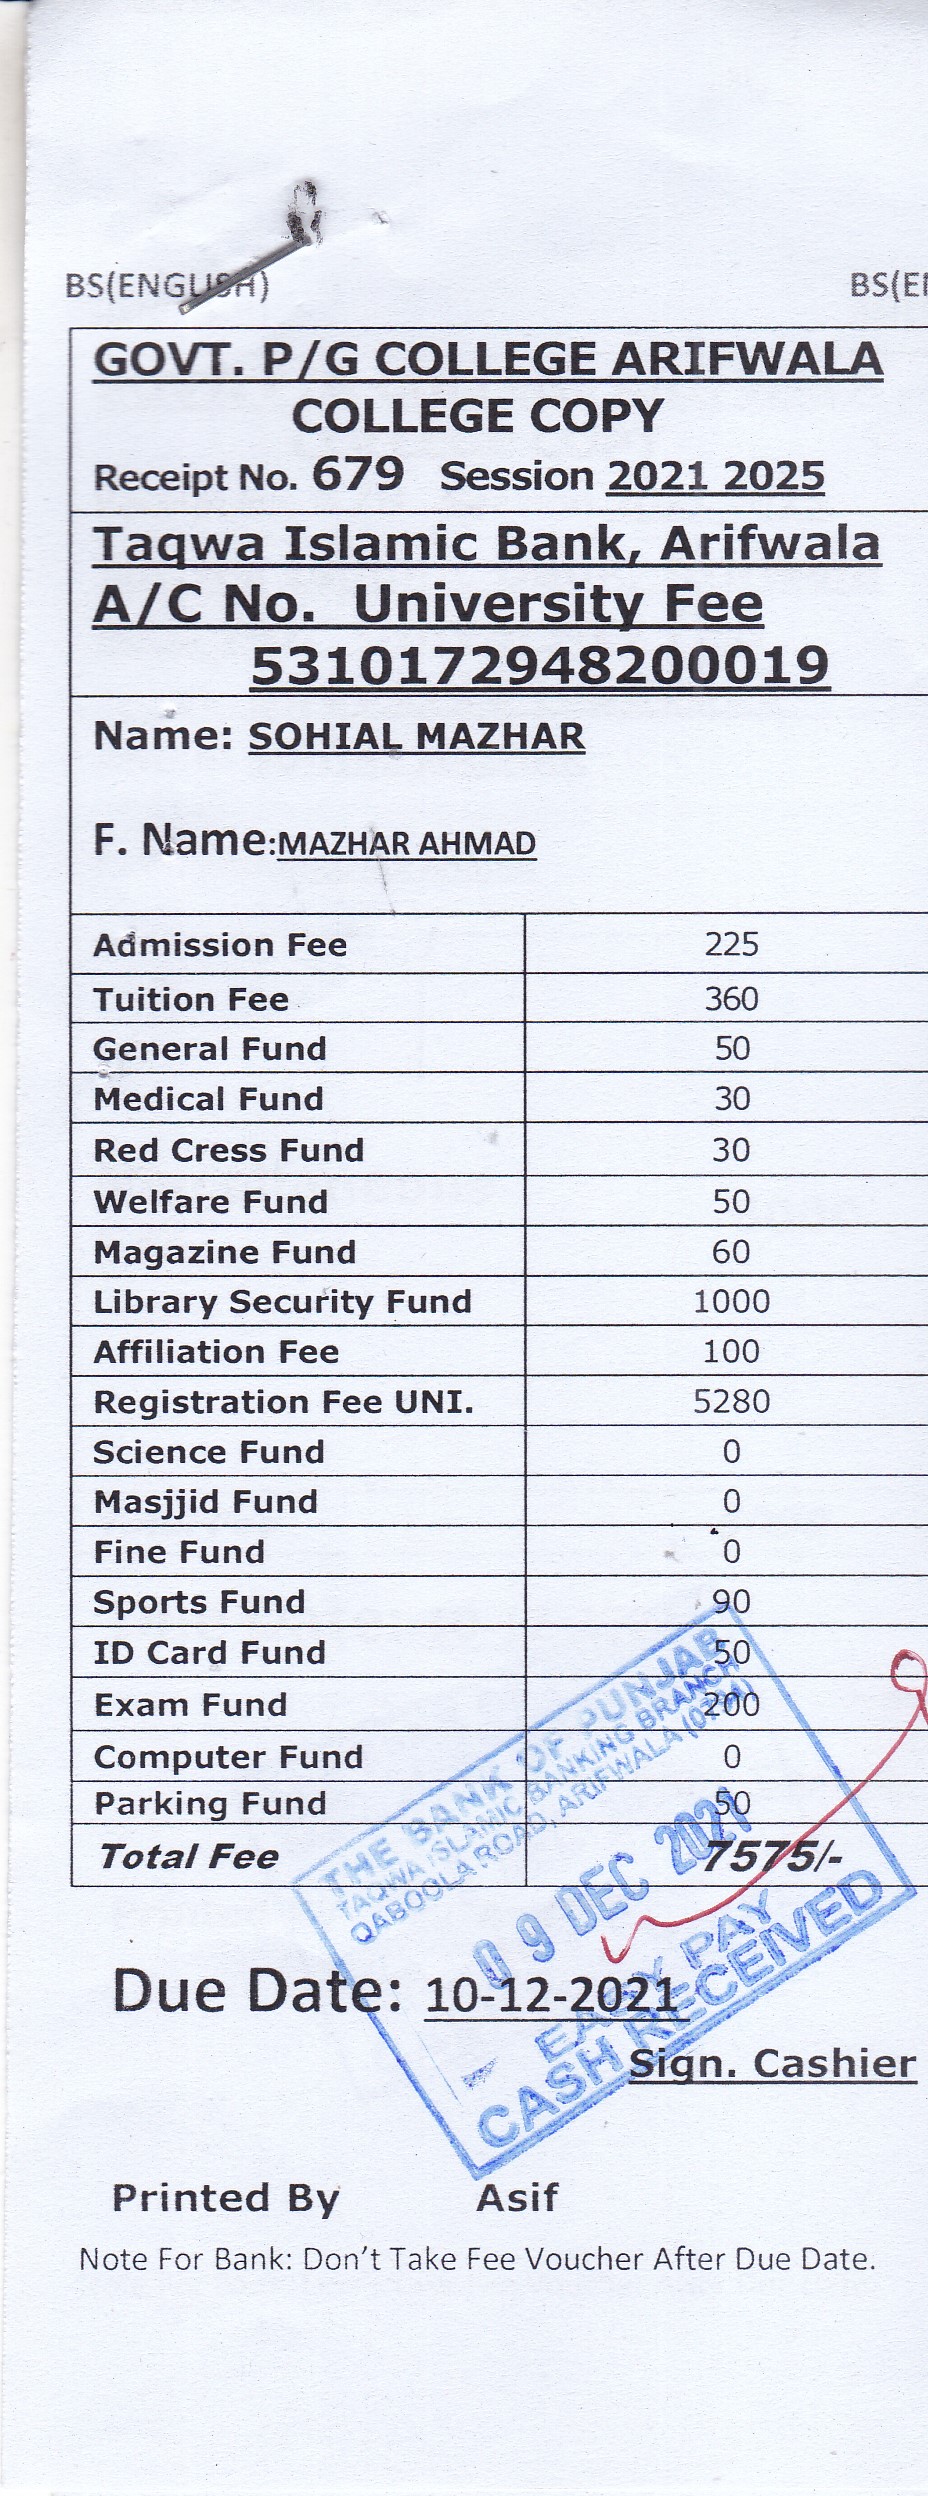 BS(ENGLISH)
BS(E
GOVT. P/G COLLEGE ARIFWALA
COLLEGE COPY
Receipt No. 679 Session 2021 2025
Taqwa Islamic Bank, Arifwala
A/C No. University Fee
5310172948200019
Name: SOHIAL MAZHAR
F. Name:MAZHAR AHMAD
Admission Fee 225
Tuition Fee 360
General Fund 50
Medical Fund 30
Red Cress Fund 30
Welfare Fund 50
Magazine Fund 60
Library Security Fund 1000
Affiliation Fee 100
Registration Fee UNI. 5280
Science Fund 0
Masjjid Fund 0
Fine Fund 0
Sports Fund 90
ID Card Fund 50
Exam Fund 200
Computer Fund 0
Parking Fund 50
Total Fee 7575/-
THE BANK OF PUNJAB
TAQWA ISLAMIC BANKING BRANCH
QABOOLA ROAD, ARIFWALA
09 DEC 2021
EASY PAY
CASH RECEIVED
Due Date: 10-12-2021
Sign. Cashier
Printed By Asif
Note For Bank: Don't Take Fee Voucher After Due Date.